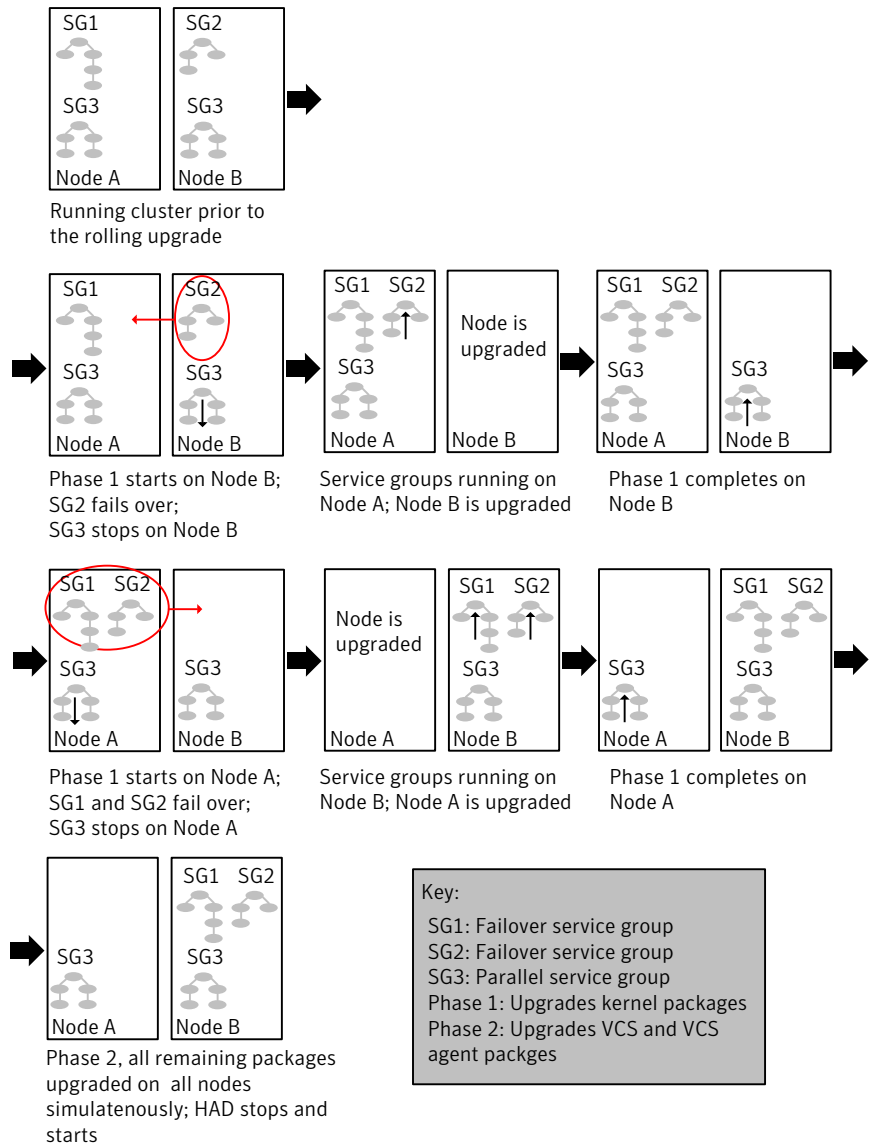 SG1
SG2
SG3
SG3
Node A
Node B
Running cluster prior to
the rolling upgrade
SG1
SG2
SG3
SG3
Node A
Node B
Phase 1 starts on Node B;
SG2 fails over;
SG3 stops on Node B
SG1 SG2
Node is
upgraded
SG3
Node A
Node B
Service groups running on
Node A; Node B is upgraded
SG1 SG2
SG3
SG3
Node A
Node B
Phase 1 completes on
Node B
SG1 SG2
SG3
SG3
Node A
Node B
Phase 1 starts on Node A;
SG1 and SG2 fail over;
SG3 stops on Node A
Node is
upgraded
SG1 SG2
SG3
Node A
Node B
Service groups running on
Node B; Node A is upgraded
SG1 SG2
SG3
SG3
Node A
Node B
Phase 1 completes on
Node A
SG1 SG2
SG3
SG3
Node A
Node B
Phase 2, all remaining packages
upgraded on all nodes
simulatenously; HAD stops and
starts
Key:
SG1: Failover service group
SG2: Failover service group
SG3: Parallel service group
Phase 1: Upgrades kernel packages
Phase 2: Upgrades VCS and VCS
agent packges